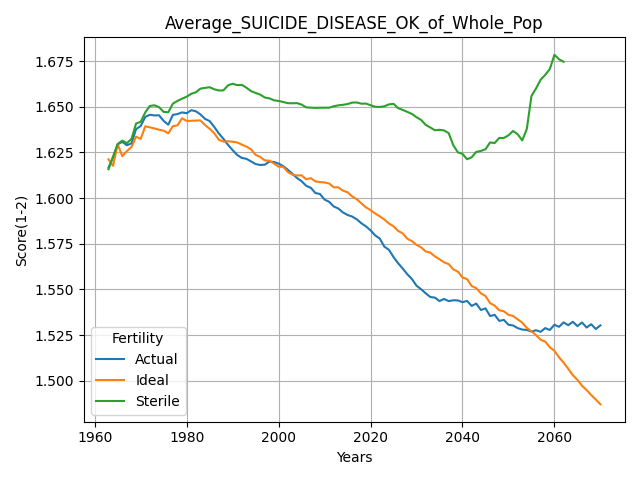 Average_SUICIDE_DISEASE_OK_of_Whole_Pop
Score(1-2)
1.675
1.650
1.625
1.600
1.575
1.550
1.525
1.500
Fertility
Actual
Ideal
Sterile
1960
1980
2000
2020
2040
2060
Years